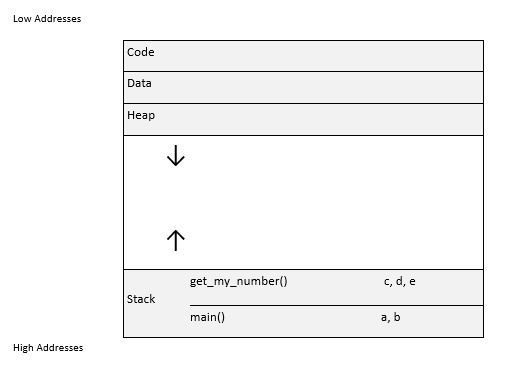 Low Addresses
Code
Data
Heap
get_my_number() c, d, e
Stack
main() a, b
High Addresses